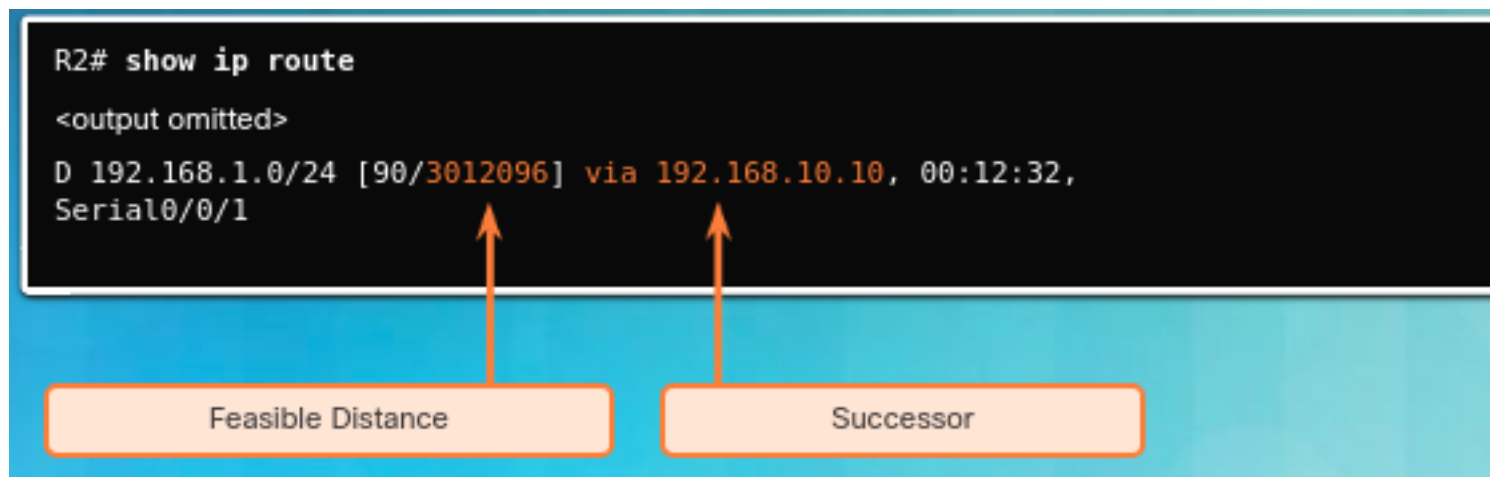 R2# show ip route
<output omitted>
D 192.168.1.0/24 [90/3012096] via 192.168.10.10, 00:12:32,
Serial0/0/1
Feasible Distance
Successor